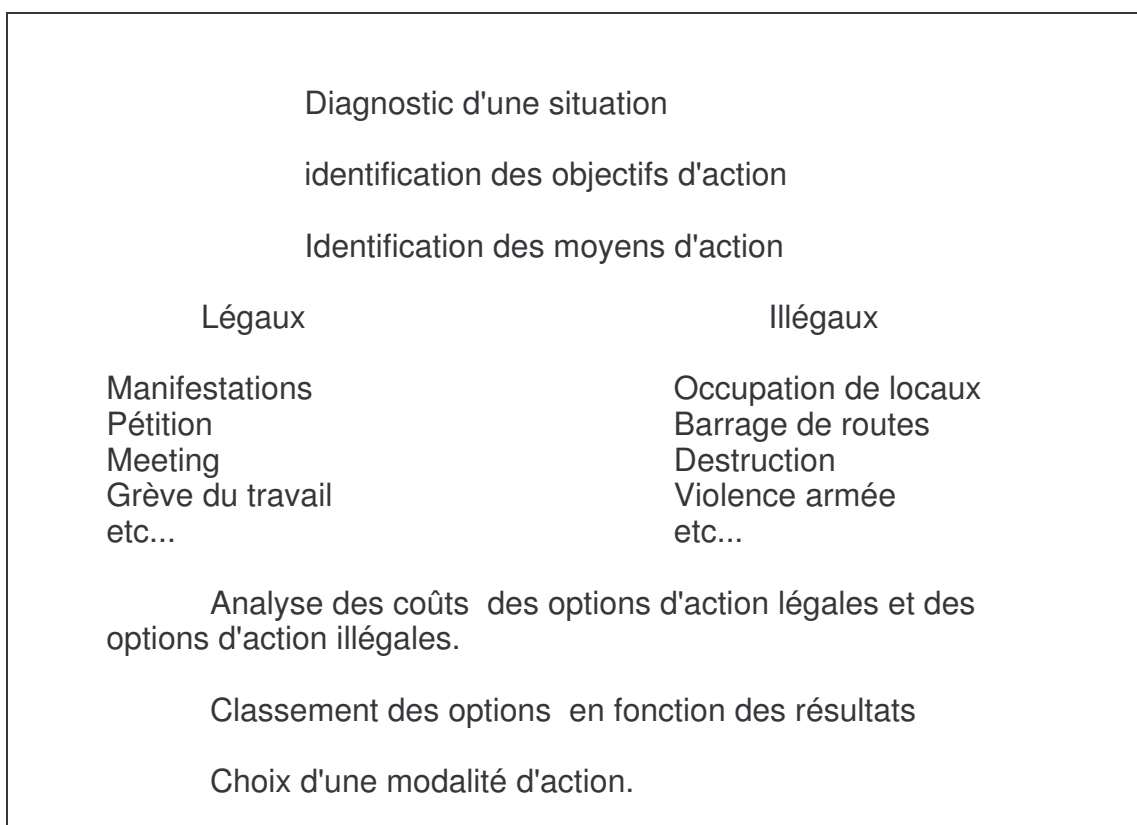 Diagnostic d'une situation
identification des objectifs d'action
Identification des moyens d'action
Légaux Illégaux
Manifestations Occupation de locaux
Pétition Barrage de routes
Meeting Destruction
Grève du travail Violence armée
etc... etc...
Analyse des coûts  des options d'action légales et des
options d'action illégales.
Classement des options  en fonction des résultats
Choix d'une modalité d'action.